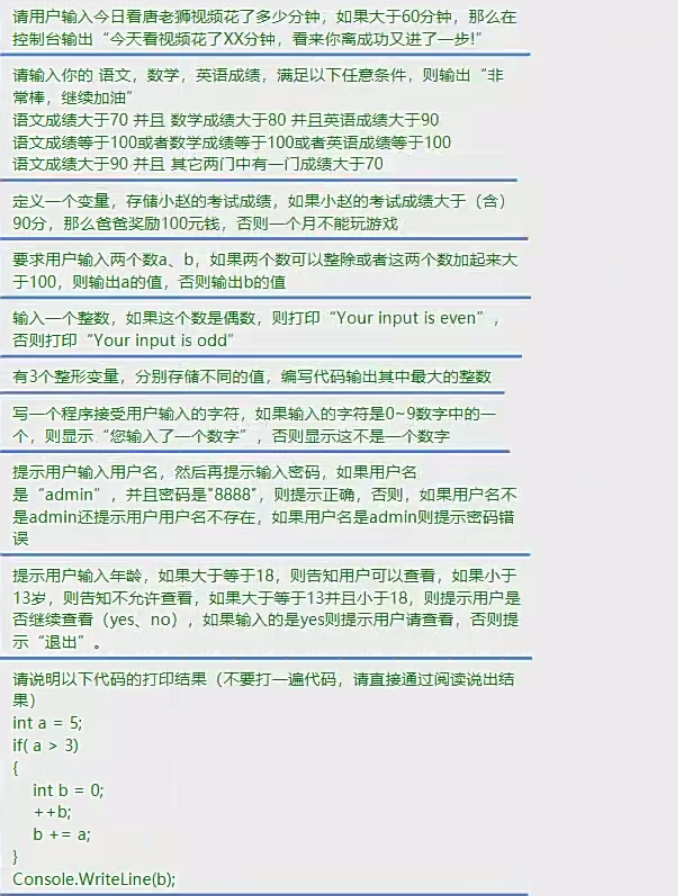 请用户输入今日看唐老狮视频花了多少分钟，如果大于60分钟，那么在
控制台输出“今天看视频花了XX分钟，看来你离成功又进了一步!”
请输入你的 语文，数学，英语成绩，满足以下任意条件，则输出“非
常棒，继续加油”
语文成绩大于70 并且 数学成绩大于80 并且英语成绩大于90
语文成绩等于100或者数学成绩等于100或者英语成绩等于100
语文成绩大于90 并且 其它两门中有一门成绩大于70
定义一个变量，存储小赵的考试成绩，如果小赵的考试成绩大于（含）
90分，那么爸爸奖励100元钱，否则一个月不能玩游戏
要求用户输入两个数a、b，如果两个数可以整除或者这两个数加起来大
于100，则输出a的值，否则输出b的值
输入一个整数，如果这个数是偶数，则打印“Your input is even”，
否则打印“Your input is odd”
有3个整形变量，分别存储不同的值，编写代码输出其中最大的整数
写一个程序接受用户输入的字符，如果输入的字符是0~9数字中的一
个，则显示“您输入了一个数字”，否则显示这不是一个数字
提示用户输入用户名，然后再提示输入密码，如果用户名
是“admin”，并且密码是"8888"，则提示正确，否则，如果用户名不
是admin还提示用户用户名不存在，如果用户名是admin则提示密码错
误
提示用户输入年龄，如果大于等于18，则告知用户可以查看，如果小于
13岁，则告知不允许查看，如果大于等于13并且小于18，则提示用户是
否继续查看（yes、no），如果输入的是yes则提示用户请查看，否则提
示“退出”。
请说明以下代码的打印结果（不要打一遍代码，请直接通过阅读说出结
果）
int a = 5;
if( a > 3)
{
int b = 0;
++b;
b += a;
}
Console.WriteLine(b);